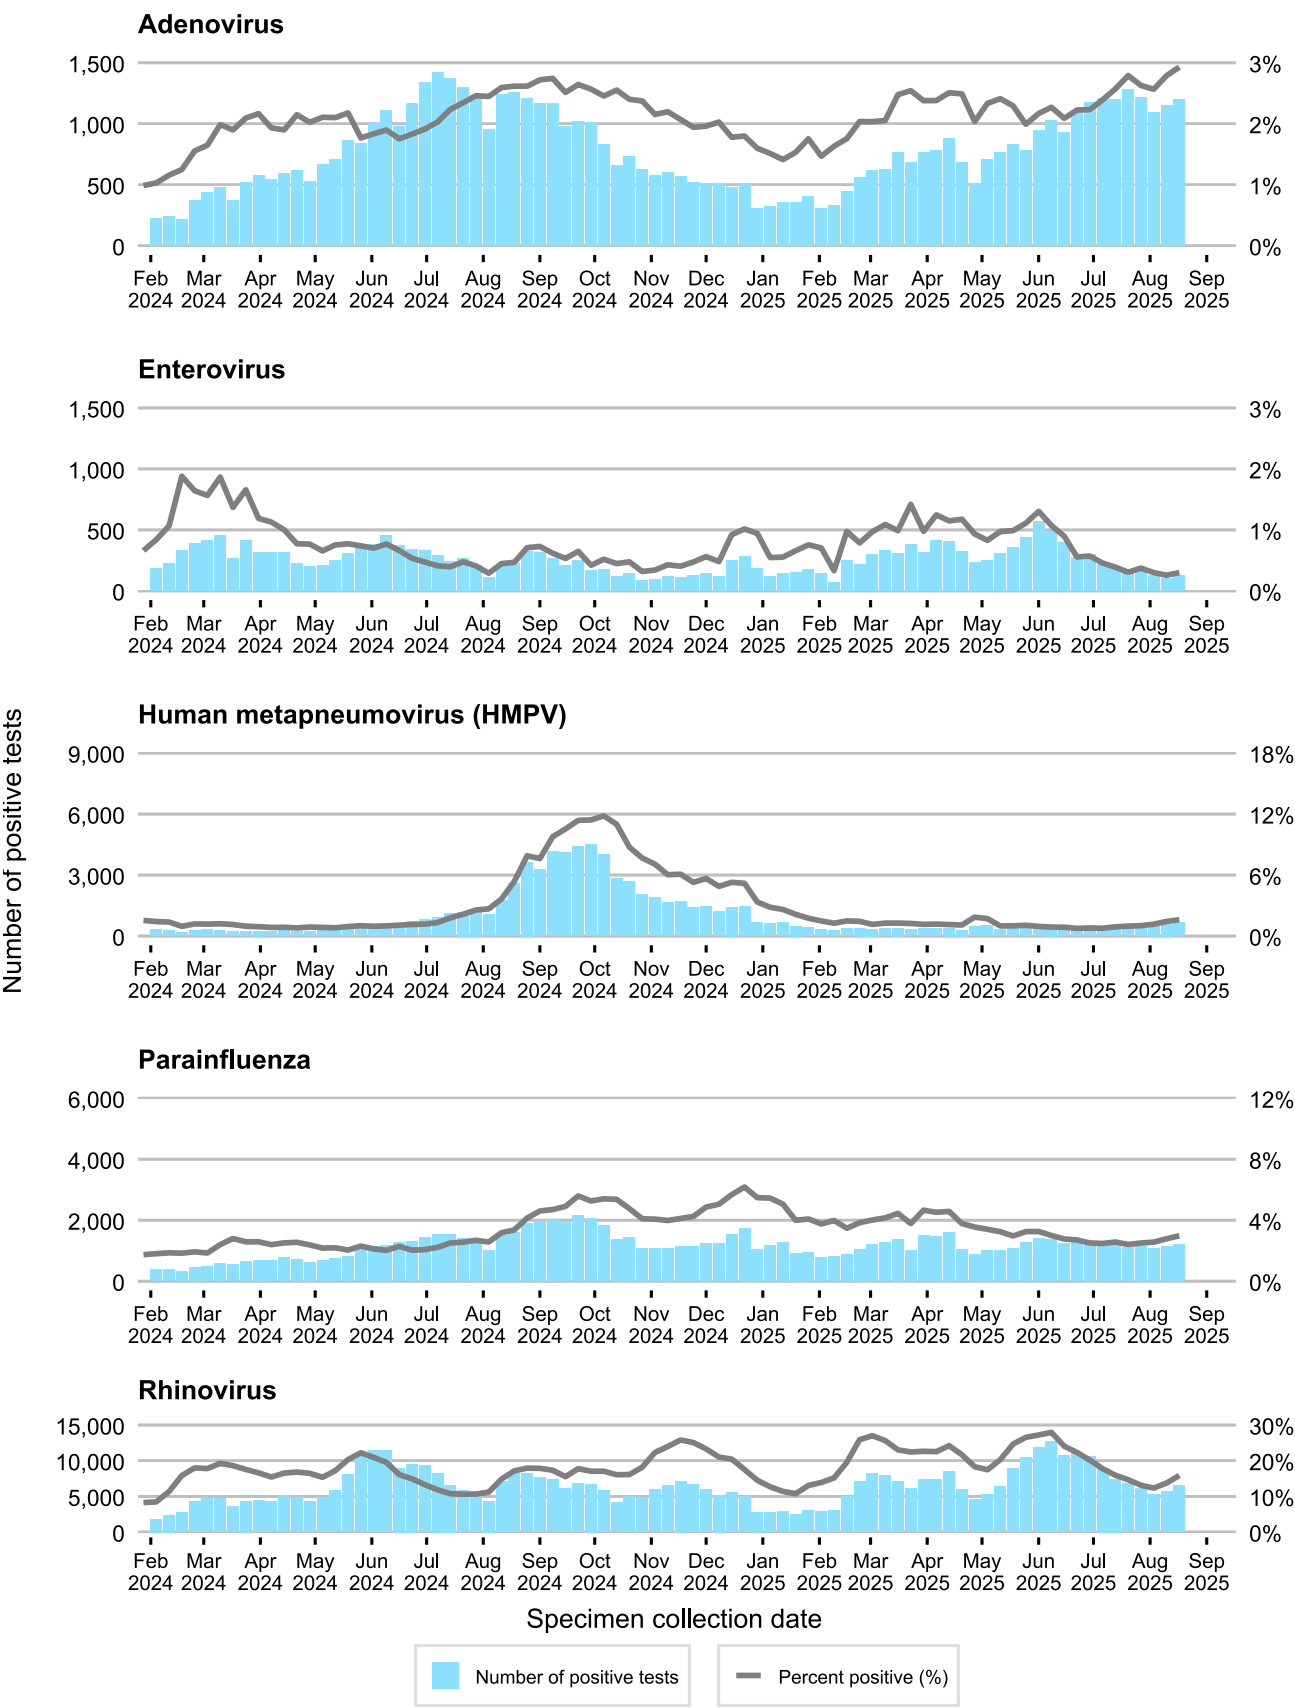 Adenovirus
1,500 3%
1,000 2%
500 1%
0 0%
Feb Mar Apr May Jun Jul Aug Sep Oct Nov Dec Jan Feb Mar Apr May Jun Jul Aug Sep
2024 2024 2024 2024 2024 2024 2024 2024 2024 2024 2024 2025 2025 2025 2025 2025 2025 2025 2025 2025
Enterovirus
1,500 3%
1,000 2%
500 1%
0 0%
Feb Mar Apr May Jun Jul Aug Sep Oct Nov Dec Jan Feb Mar Apr May Jun Jul Aug Sep
2024 2024 2024 2024 2024 2024 2024 2024 2024 2024 2024 2025 2025 2025 2025 2025 2025 2025 2025 2025
Number of positive tests
Human metapneumovirus (HMPV)
9,000 18%
6,000 12%
3,000 6%
0 0%
Feb Mar Apr May Jun Jul Aug Sep Oct Nov Dec Jan Feb Mar Apr May Jun Jul Aug Sep
2024 2024 2024 2024 2024 2024 2024 2024 2024 2024 2024 2025 2025 2025 2025 2025 2025 2025 2025 2025
Parainfluenza
6,000 12%
4,000 8%
2,000 4%
0 0%
Feb Mar Apr May Jun Jul Aug Sep Oct Nov Dec Jan Feb Mar Apr May Jun Jul Aug Sep
2024 2024 2024 2024 2024 2024 2024 2024 2024 2024 2024 2025 2025 2025 2025 2025 2025 2025 2025 2025
Rhinovirus
15,000 30%
10,000 20%
5,000 10%
0 0%
Feb Mar Apr May Jun Jul Aug Sep Oct Nov Dec Jan Feb Mar Apr May Jun Jul Aug Sep
2024 2024 2024 2024 2024 2024 2024 2024 2024 2024 2024 2025 2025 2025 2025 2025 2025 2025 2025 2025
Specimen collection date
Number of positive tests
Percent positive (%)